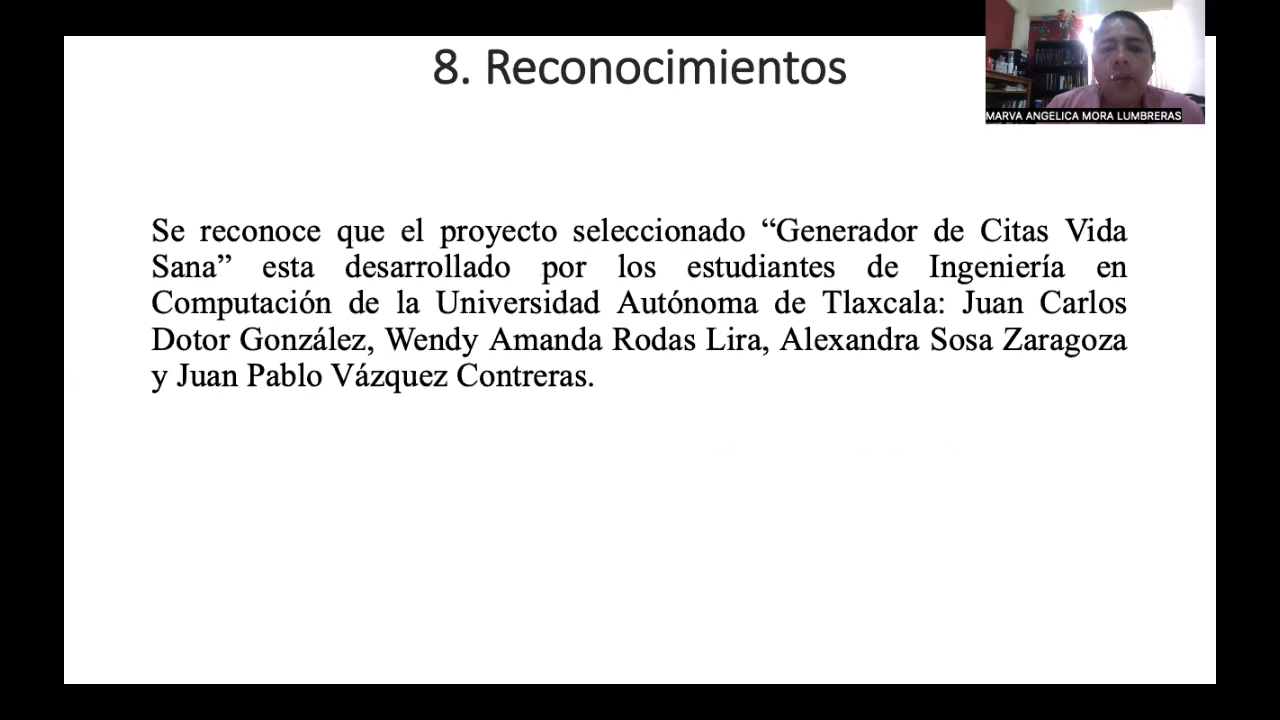 8. Reconocimientos
MARVA ANGELICA MORA LUMBRERAS
Se reconoce que el proyecto seleccionado “Generador de Citas Vida
Sana” esta desarrollado por los estudiantes de Ingeniería en
Computación de la Universidad Autónoma de Tlaxcala: Juan Carlos
Dotor González, Wendy Amanda Rodas Lira, Alexandra Sosa Zaragoza
y Juan Pablo Vázquez Contreras.